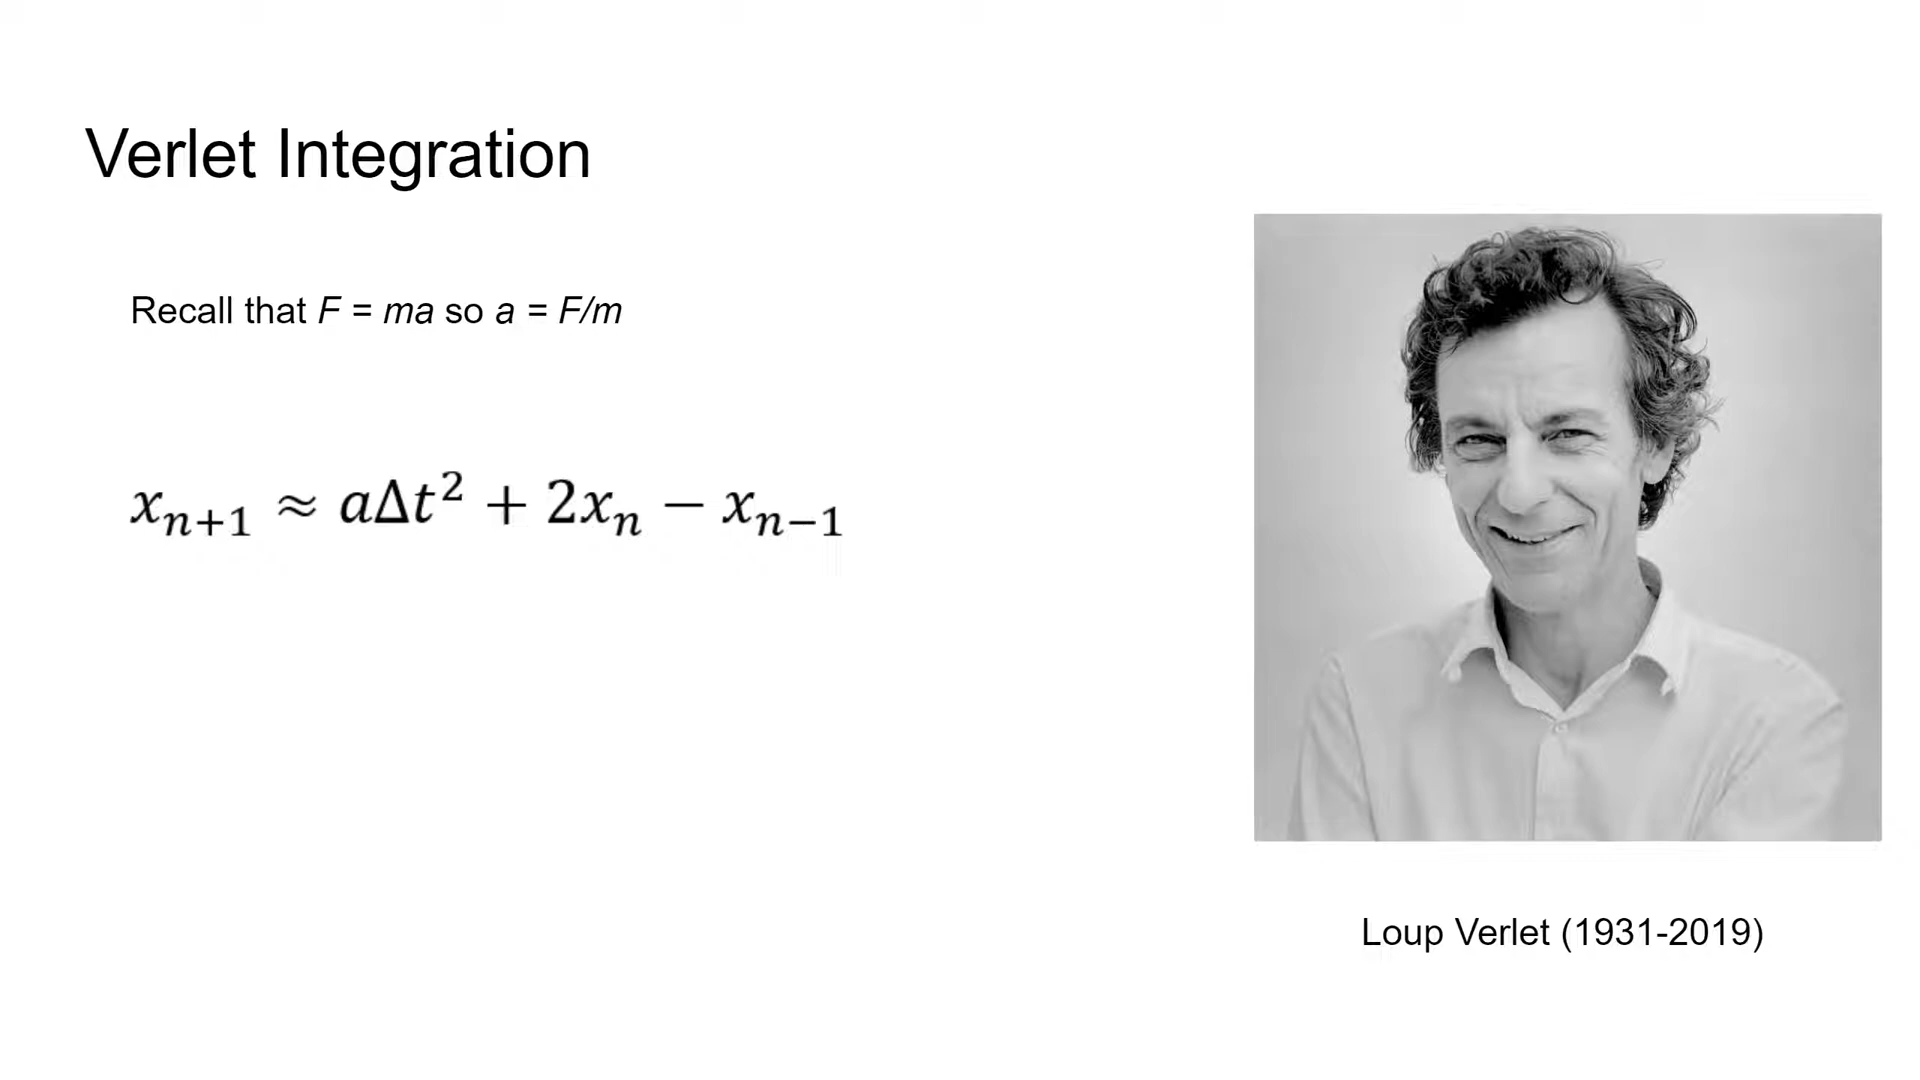 Verlet Integration
Recall that F = ma so a = F/m
xₙ₊₁ ≈ aΔt² + 2xₙ − xₙ₋₁
Loup Verlet (1931-2019)